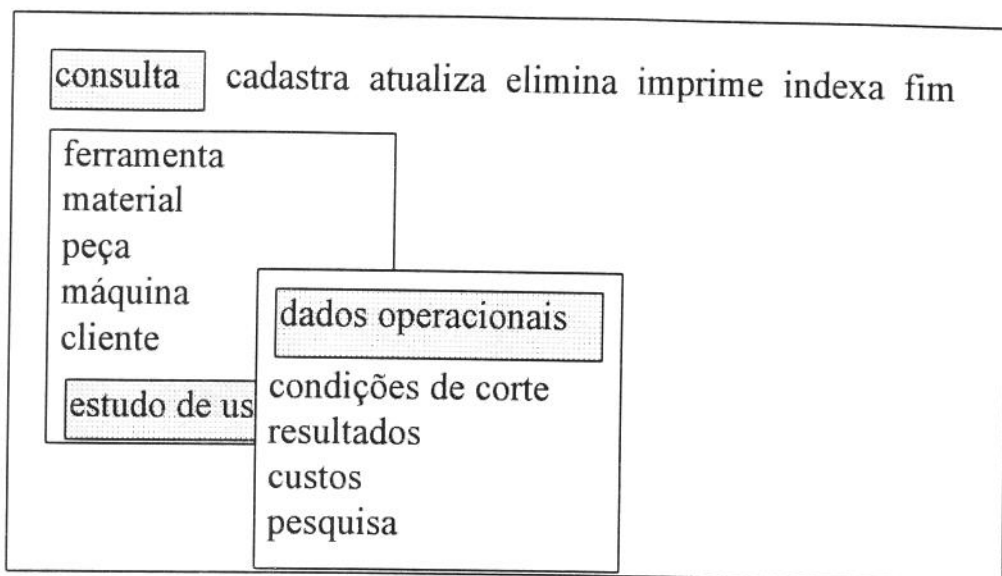 consulta cadastra atualiza elimina imprime indexa fim
ferramenta
material
peça
máquina
cliente
estudo de us
dados operacionais
condições de corte
resultados
custos
pesquisa